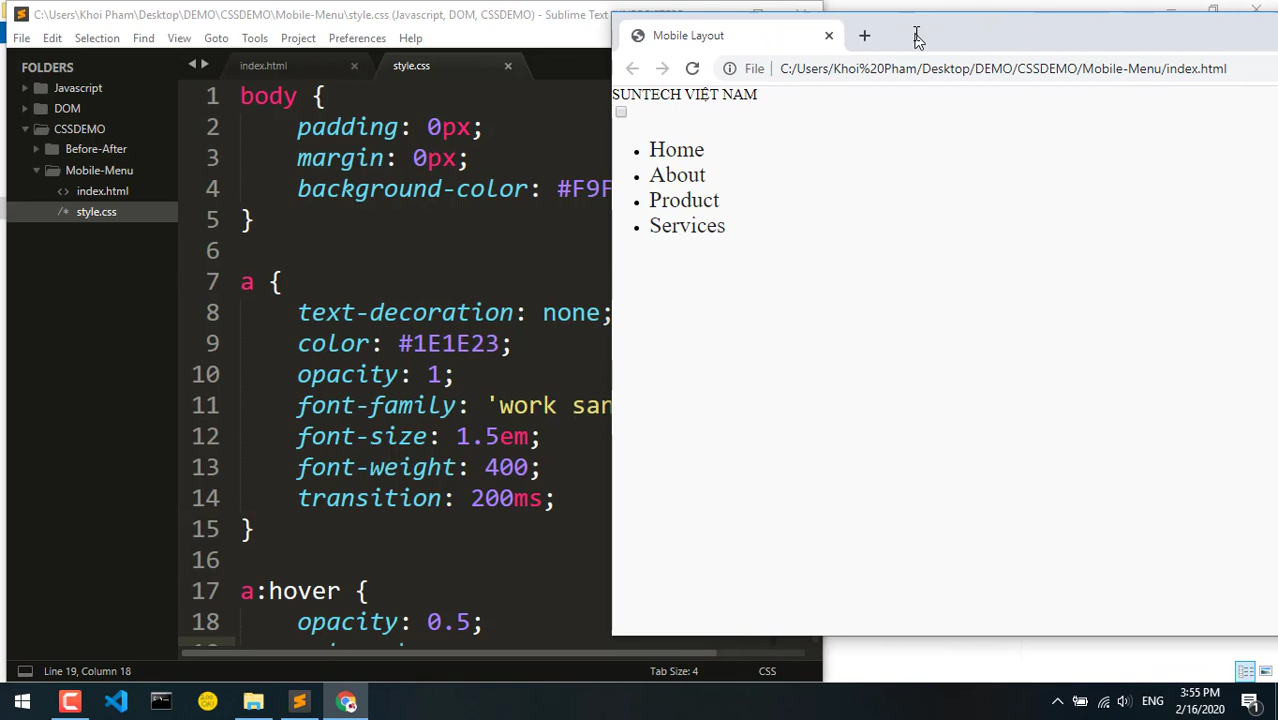 C:\Users\Khoi Pham\Desktop\DEMO\CSSDEMO\Mobile-Menu\style.css (Javascript, DOM, CSSDEMO) - Sublime Text
File Edit Selection Find View Goto Tools Project Preferences Help
FOLDERS
Javascript
DOM
CSSDEMO
Before-After
Mobile-Menu
<> index.html
/* style.css
index.html
style.css
1 body {
2 padding: 0px;
3 margin: 0px;
4 background-color: #F9F
5 }
6
7 a {
8 text-decoration: none;
9 color: #1E1E23;
10 opacity: 1;
11 font-family: 'work san
12 font-size: 1.5em;
13 font-weight: 400;
14 transition: 200ms;
15 }
16
17 a:hover {
18 opacity: 0.5;
Line 19, Column 18
Tab Size: 4
CSS
Mobile Layout
File C:/Users/Khoi%20Pham/Desktop/DEMO/CSSDEMO/Mobile-Menu/index.html
SUNTECH VIỆT NAM
Home
About
Product
Services
ENG
3:55 PM
2/16/2020
1